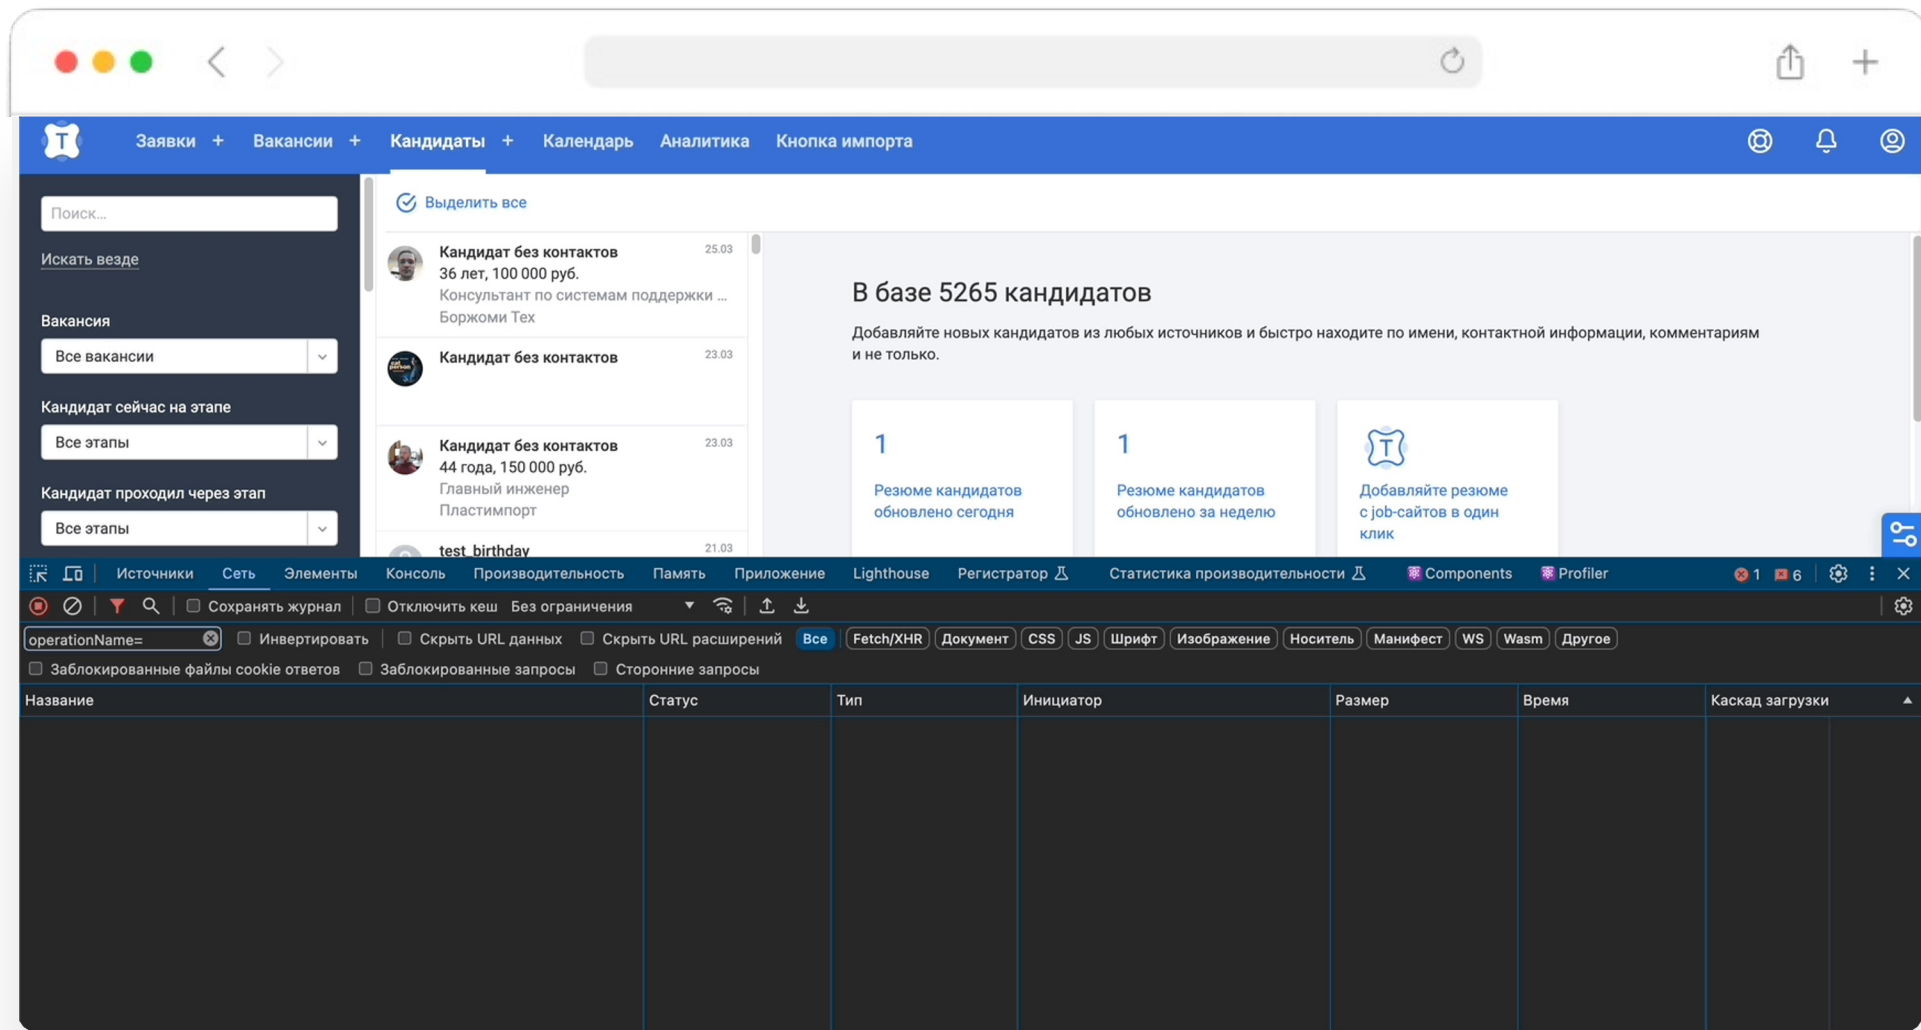 Т Заявки + Вакансии + Кандидаты + Календарь Аналитика Кнопка импорта
Поиск...
Искать везде
Вакансия
Все вакансии
Кандидат сейчас на этапе
Все этапы
Кандидат проходил через этап
Все этапы
Выделить все
Кандидат без контактов 25.03
36 лет, 100 000 руб.
Консультант по системам поддержки ...
Боржоми Тех
Кандидат без контактов 23.03
Кандидат без контактов 23.03
44 года, 150 000 руб.
Главный инженер
Пластимпорт
test_birthday 21.03
В базе 5265 кандидатов
Добавляйте новых кандидатов из любых источников и быстро находите по имени, контактной информации, комментариям
и не только.
1
Резюме кандидатов
обновлено сегодня
1
Резюме кандидатов
обновлено за неделю
Т
Добавляйте резюме
с job-сайтов в один
клик
Источники Сеть Элементы Консоль Производительность Память Приложение Lighthouse Регистратор Статистика производительности Components Profiler 1 6
Сохранять журнал Отключить кеш Без ограничения
operationName= Инвертировать Скрыть URL данных Скрыть URL расширений Все Fetch/XHR Документ CSS JS Шрифт Изображение Носитель Манифест WS Wasm Другое
Заблокированные файлы cookie ответов Заблокированные запросы Сторонние запросы
Название Статус Тип Инициатор Размер Время Каскад загрузки